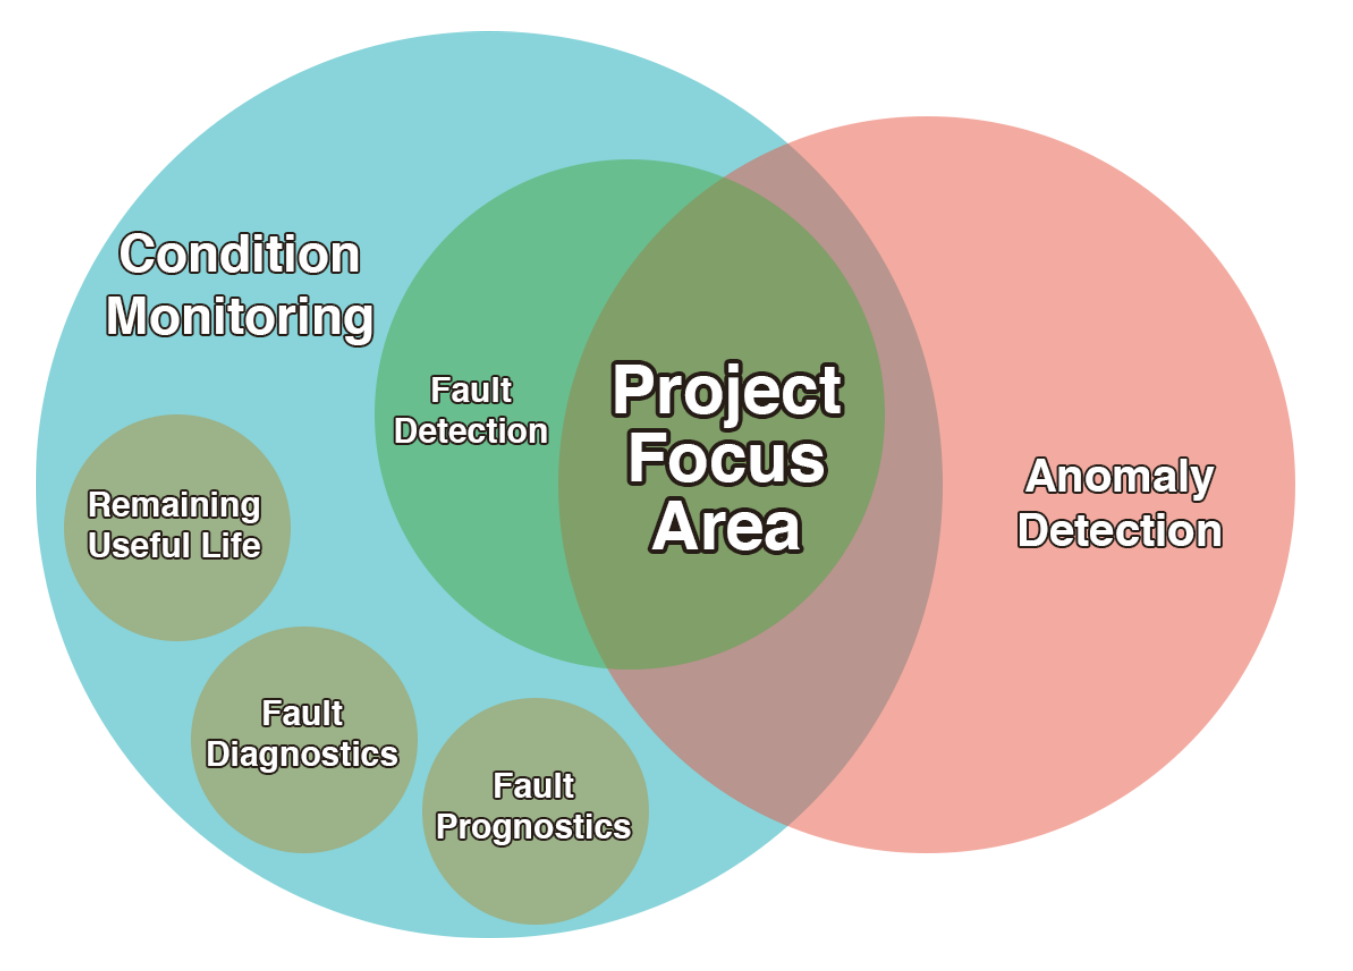 Condition
Monitoring
Fault
Detection
Project
Focus
Area
Anomaly
Detection
Remaining
Useful Life
Fault
Diagnostics
Fault
Prognostics